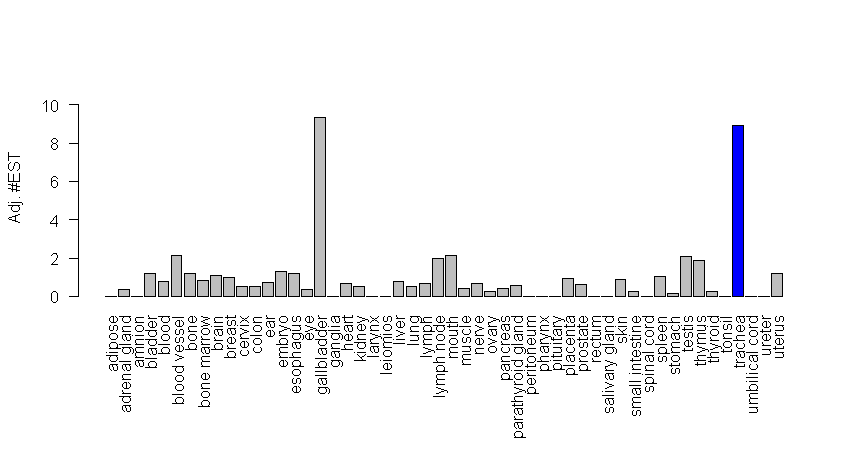 Adj. #EST
10
8
6
4
2
0
adipose
adrenal gland
amnion
bladder
blood
blood vessel
bone
bone marrow
brain
breast
cervix
colon
ear
embryo
esophagus
eye
gallbladder
ganglia
heart
kidney
larynx
leiomios
liver
lung
lymph
lymph node
mouth
muscle
nerve
ovary
pancreas
parathyroid gland
peritoneum
pharynx
pituitary
placenta
prostate
rectum
salivary gland
skin
small intestine
spinal cord
spleen
stomach
testis
thymus
thyroid
tonsil
trachea
umbilical cord
ureter
uterus